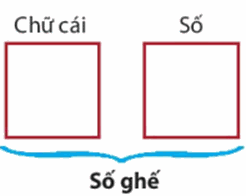 Chữ cái Số
Số ghế